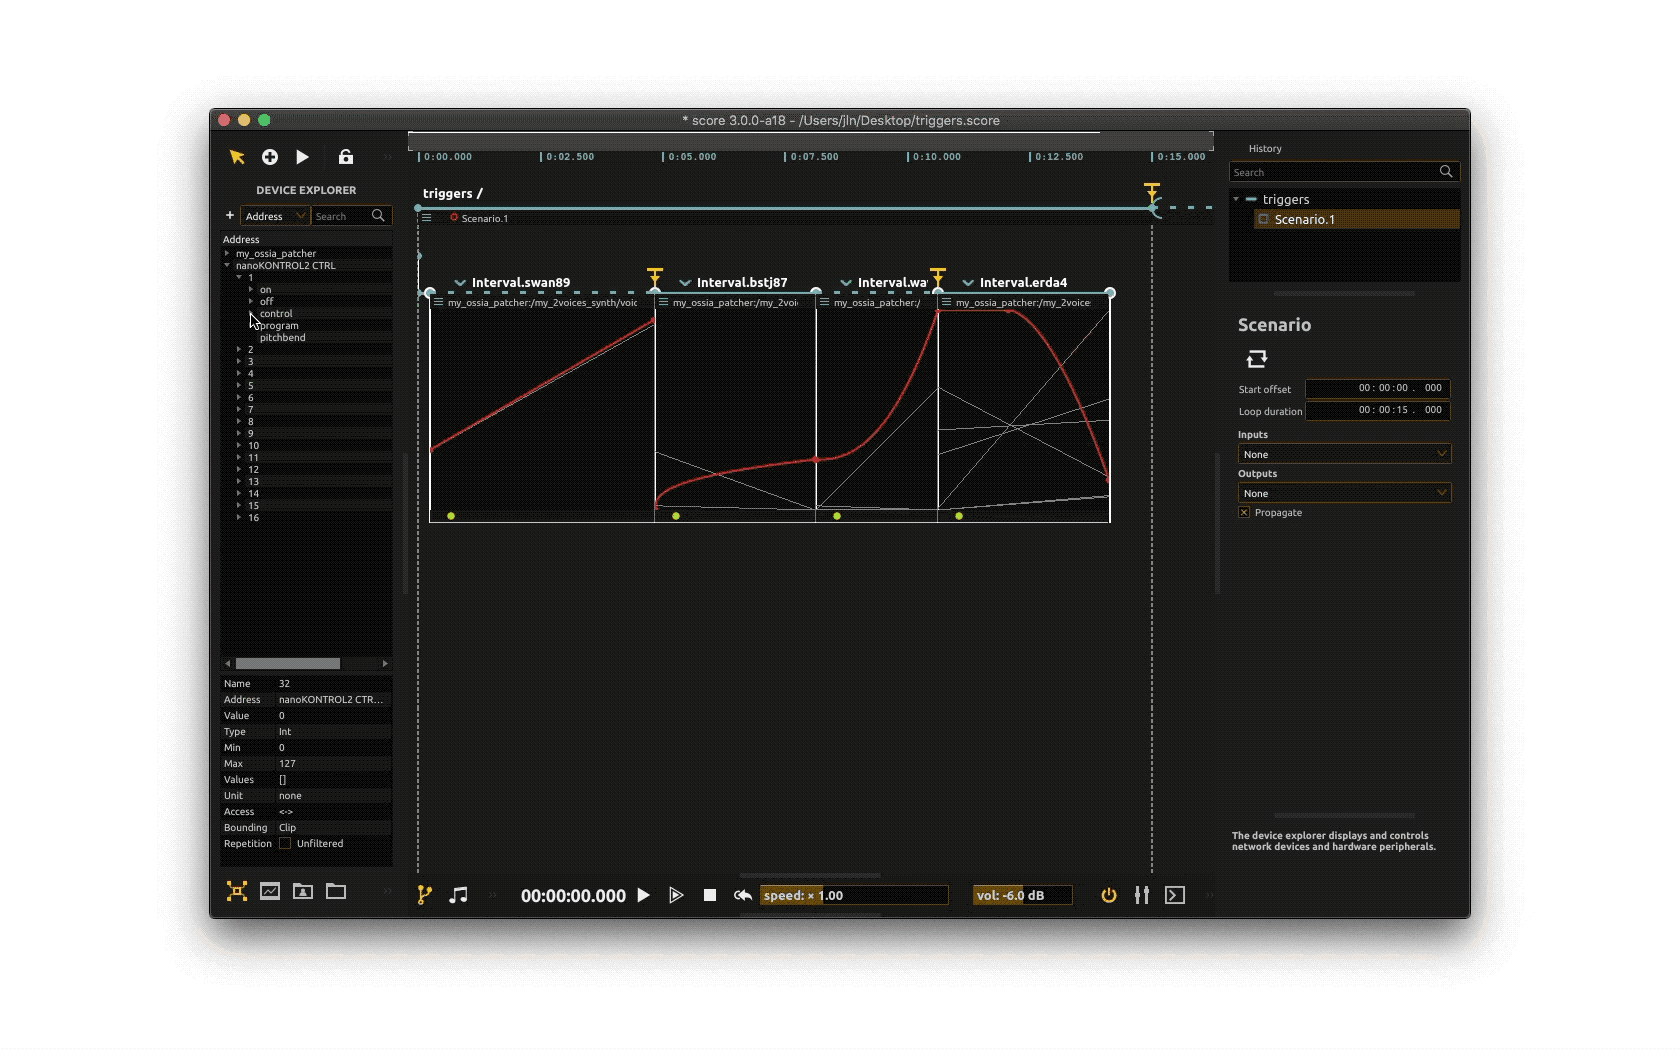 * score 3.0.0-a18 - /Users/jln/Desktop/triggers.score
DEVICE EXPLORER
+ Address Search
Address
my_ossia_patcher
nanoKONTROL2 CTRL
1
on
off
control
program
pitchbend
2
3
4
5
6
7
8
9
10
11
12
13
14
15
16
Name 32
Address nanoKONTROL2 CTR...
Value 0
Type Int
Min 0
Max 127
Values []
Unit none
Access <->
Bounding Clip
Repetition Unfiltered
0:00.000 0:02.500 0:05.000 0:07.500 0:10.000 0:12.500 0:15.000
triggers /
Scenario.1
Interval.swan89 Interval.bstj87 Interval.wa Interval.erda4
my_ossia_patcher:/my_2voices_synth/voic my_ossia_patcher:/my_2voi my_ossia_patcher:/ my_ossia_patcher:/my_2voice
00:00:00.000 speed: × 1.00 vol: -6.0 dB
History
Search
triggers
Scenario.1
Scenario
Start offset 00: 00: 00 . 000
Loop duration 00: 00: 15 . 000
Inputs
None
Outputs
None
Propagate
The device explorer displays and controls
network devices and hardware peripherals.